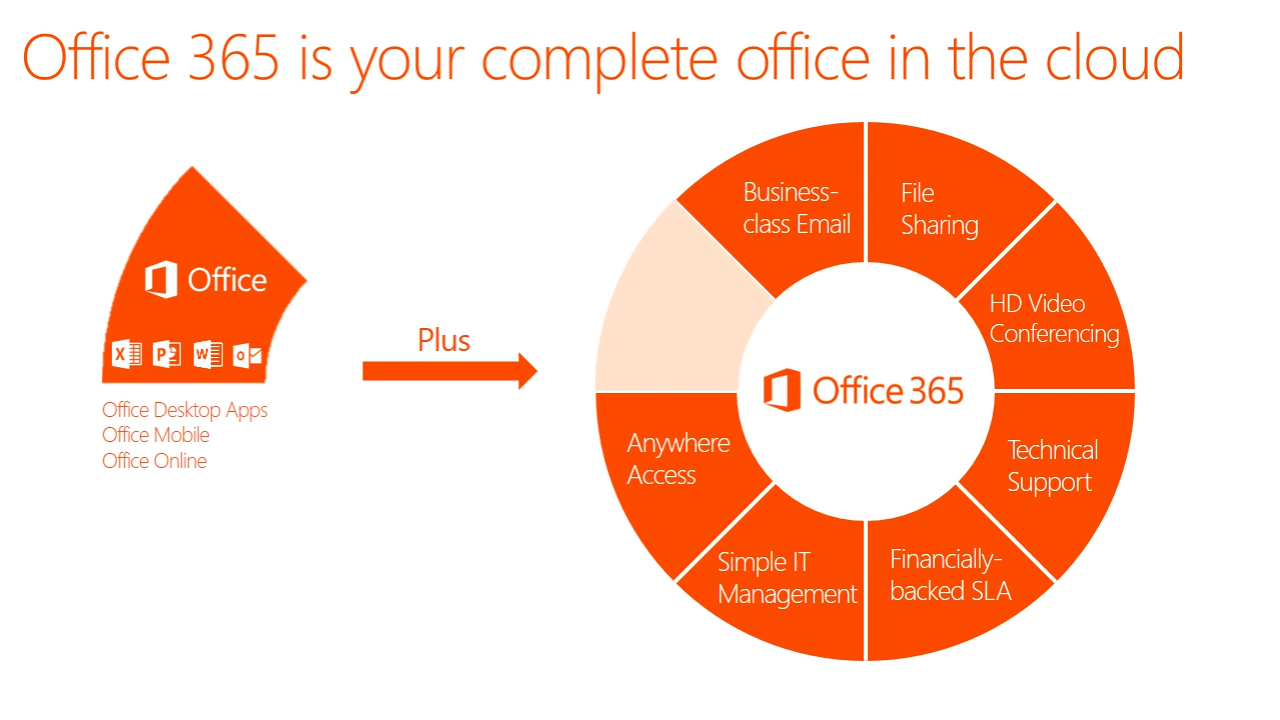 Office 365 is your complete office in the cloud
Office
X P W O
Office Desktop Apps
Office Mobile
Office Online
Plus
Business-
class Email
File
Sharing
HD Video
Conferencing
Technical
Support
Financially-
backed SLA
Simple IT
Management
Anywhere
Access
Office 365